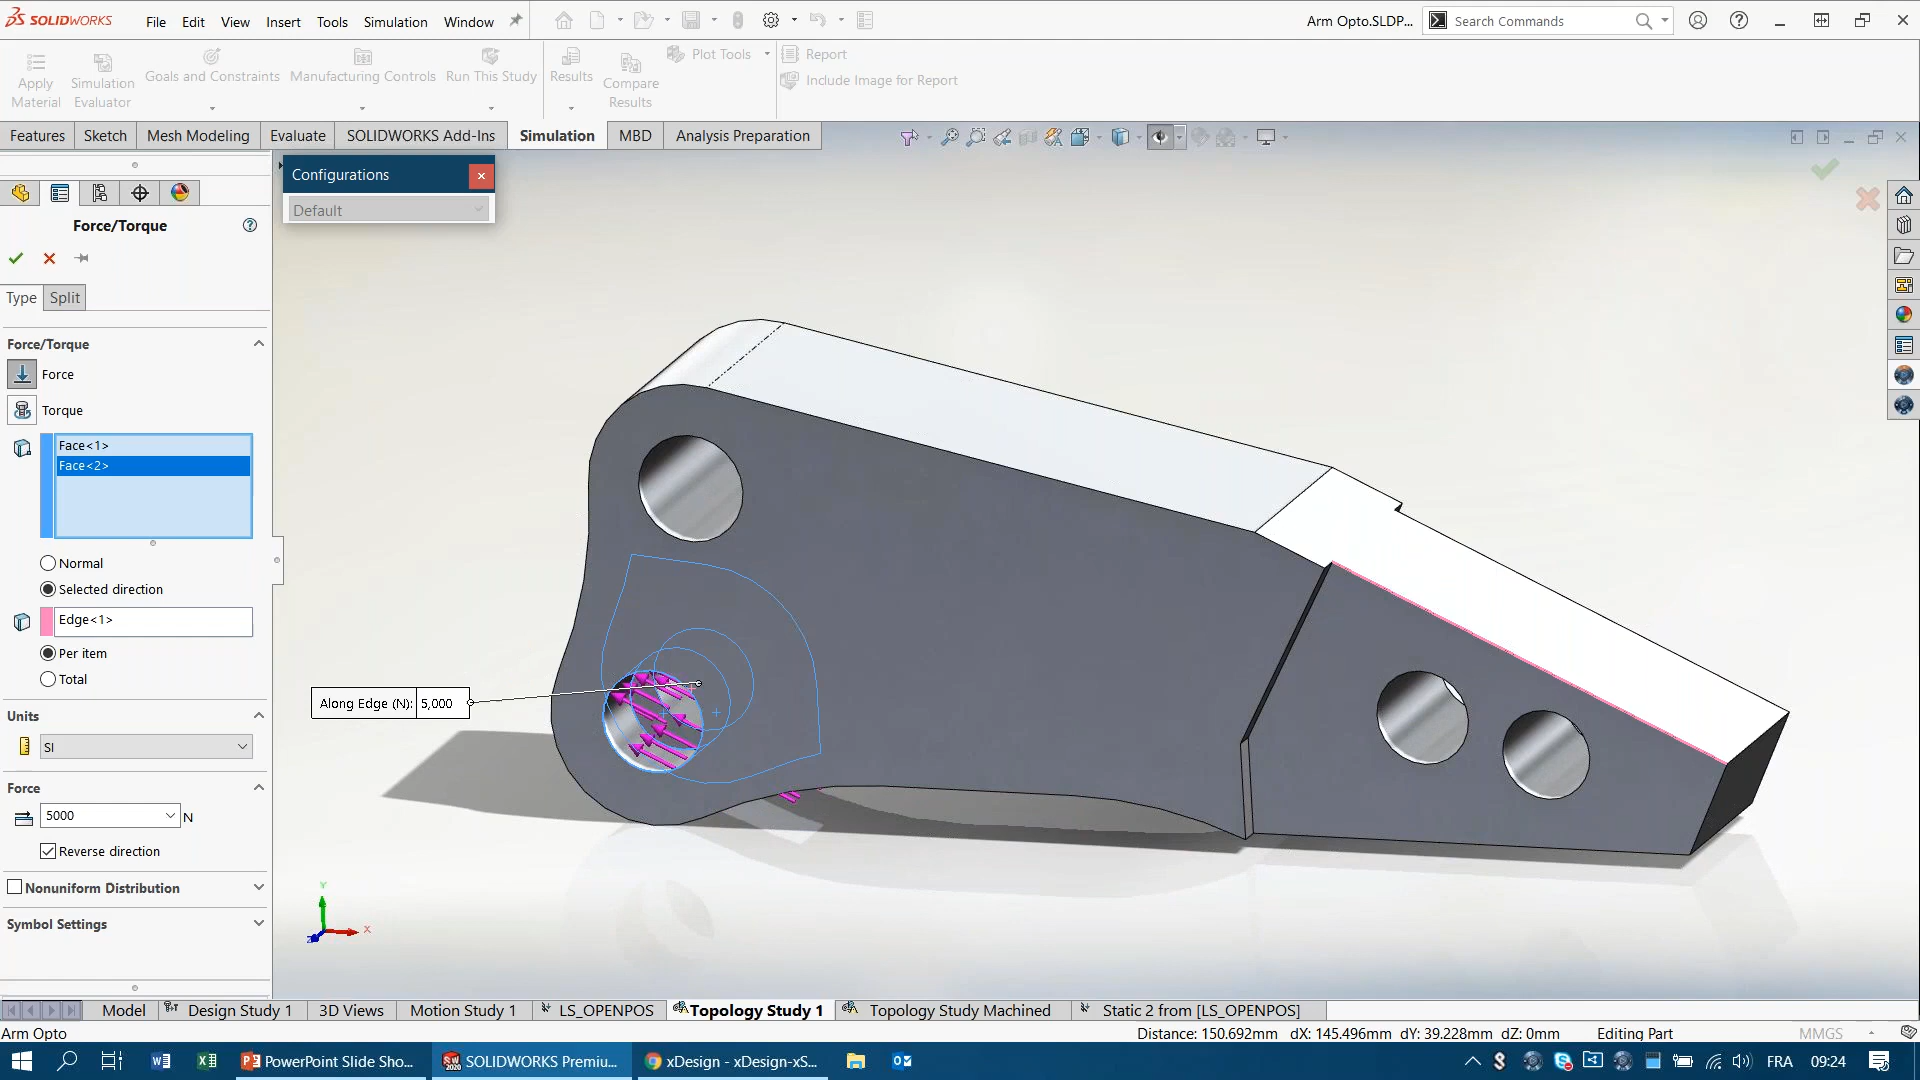 SOLIDWORKS
File Edit View Insert Tools Simulation Window
Arm Opto.SLDP...
Search Commands
Apply Material
Simulation Evaluator
Goals and Constraints
Manufacturing Controls
Run This Study
Results
Compare Results
Plot Tools
Report
Include Image for Report
Features Sketch Mesh Modeling Evaluate SOLIDWORKS Add-Ins Simulation MBD Analysis Preparation
Configurations
Default
Force/Torque
Type Split
Force/Torque
Force
Torque
Face<1>
Face<2>
Normal
Selected direction
Edge<1>
Per item
Total
Along Edge (N): 5,000
Units
SI
Force
5000 N
Reverse direction
Nonuniform Distribution
Symbol Settings
Y
X
Z
Model Design Study 1 3D Views Motion Study 1 LS_OPENPOS Topology Study 1 Topology Study Machined Static 2 from [LS_OPENPOS]
Arm Opto
Distance: 150.692mm dX: 145.496mm dY: 39.228mm dZ: 0mm Editing Part MMGS
PowerPoint Slide Sho... SOLIDWORKS Premiu... xDesign - xDesign-xS... FRA 09:24